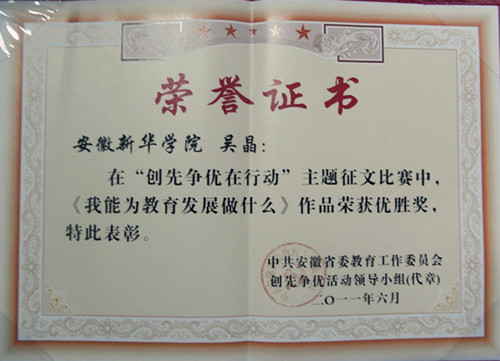 荣誉证书
安徽新华学院 吴晶：
在“创先争优在行动”主题征文比赛中，
《我能为教育发展做什么》作品荣获优胜奖，
特此表彰。
中共安徽省委教育工作委员会
创先争优活动领导小组(代章)
二〇一一年六月